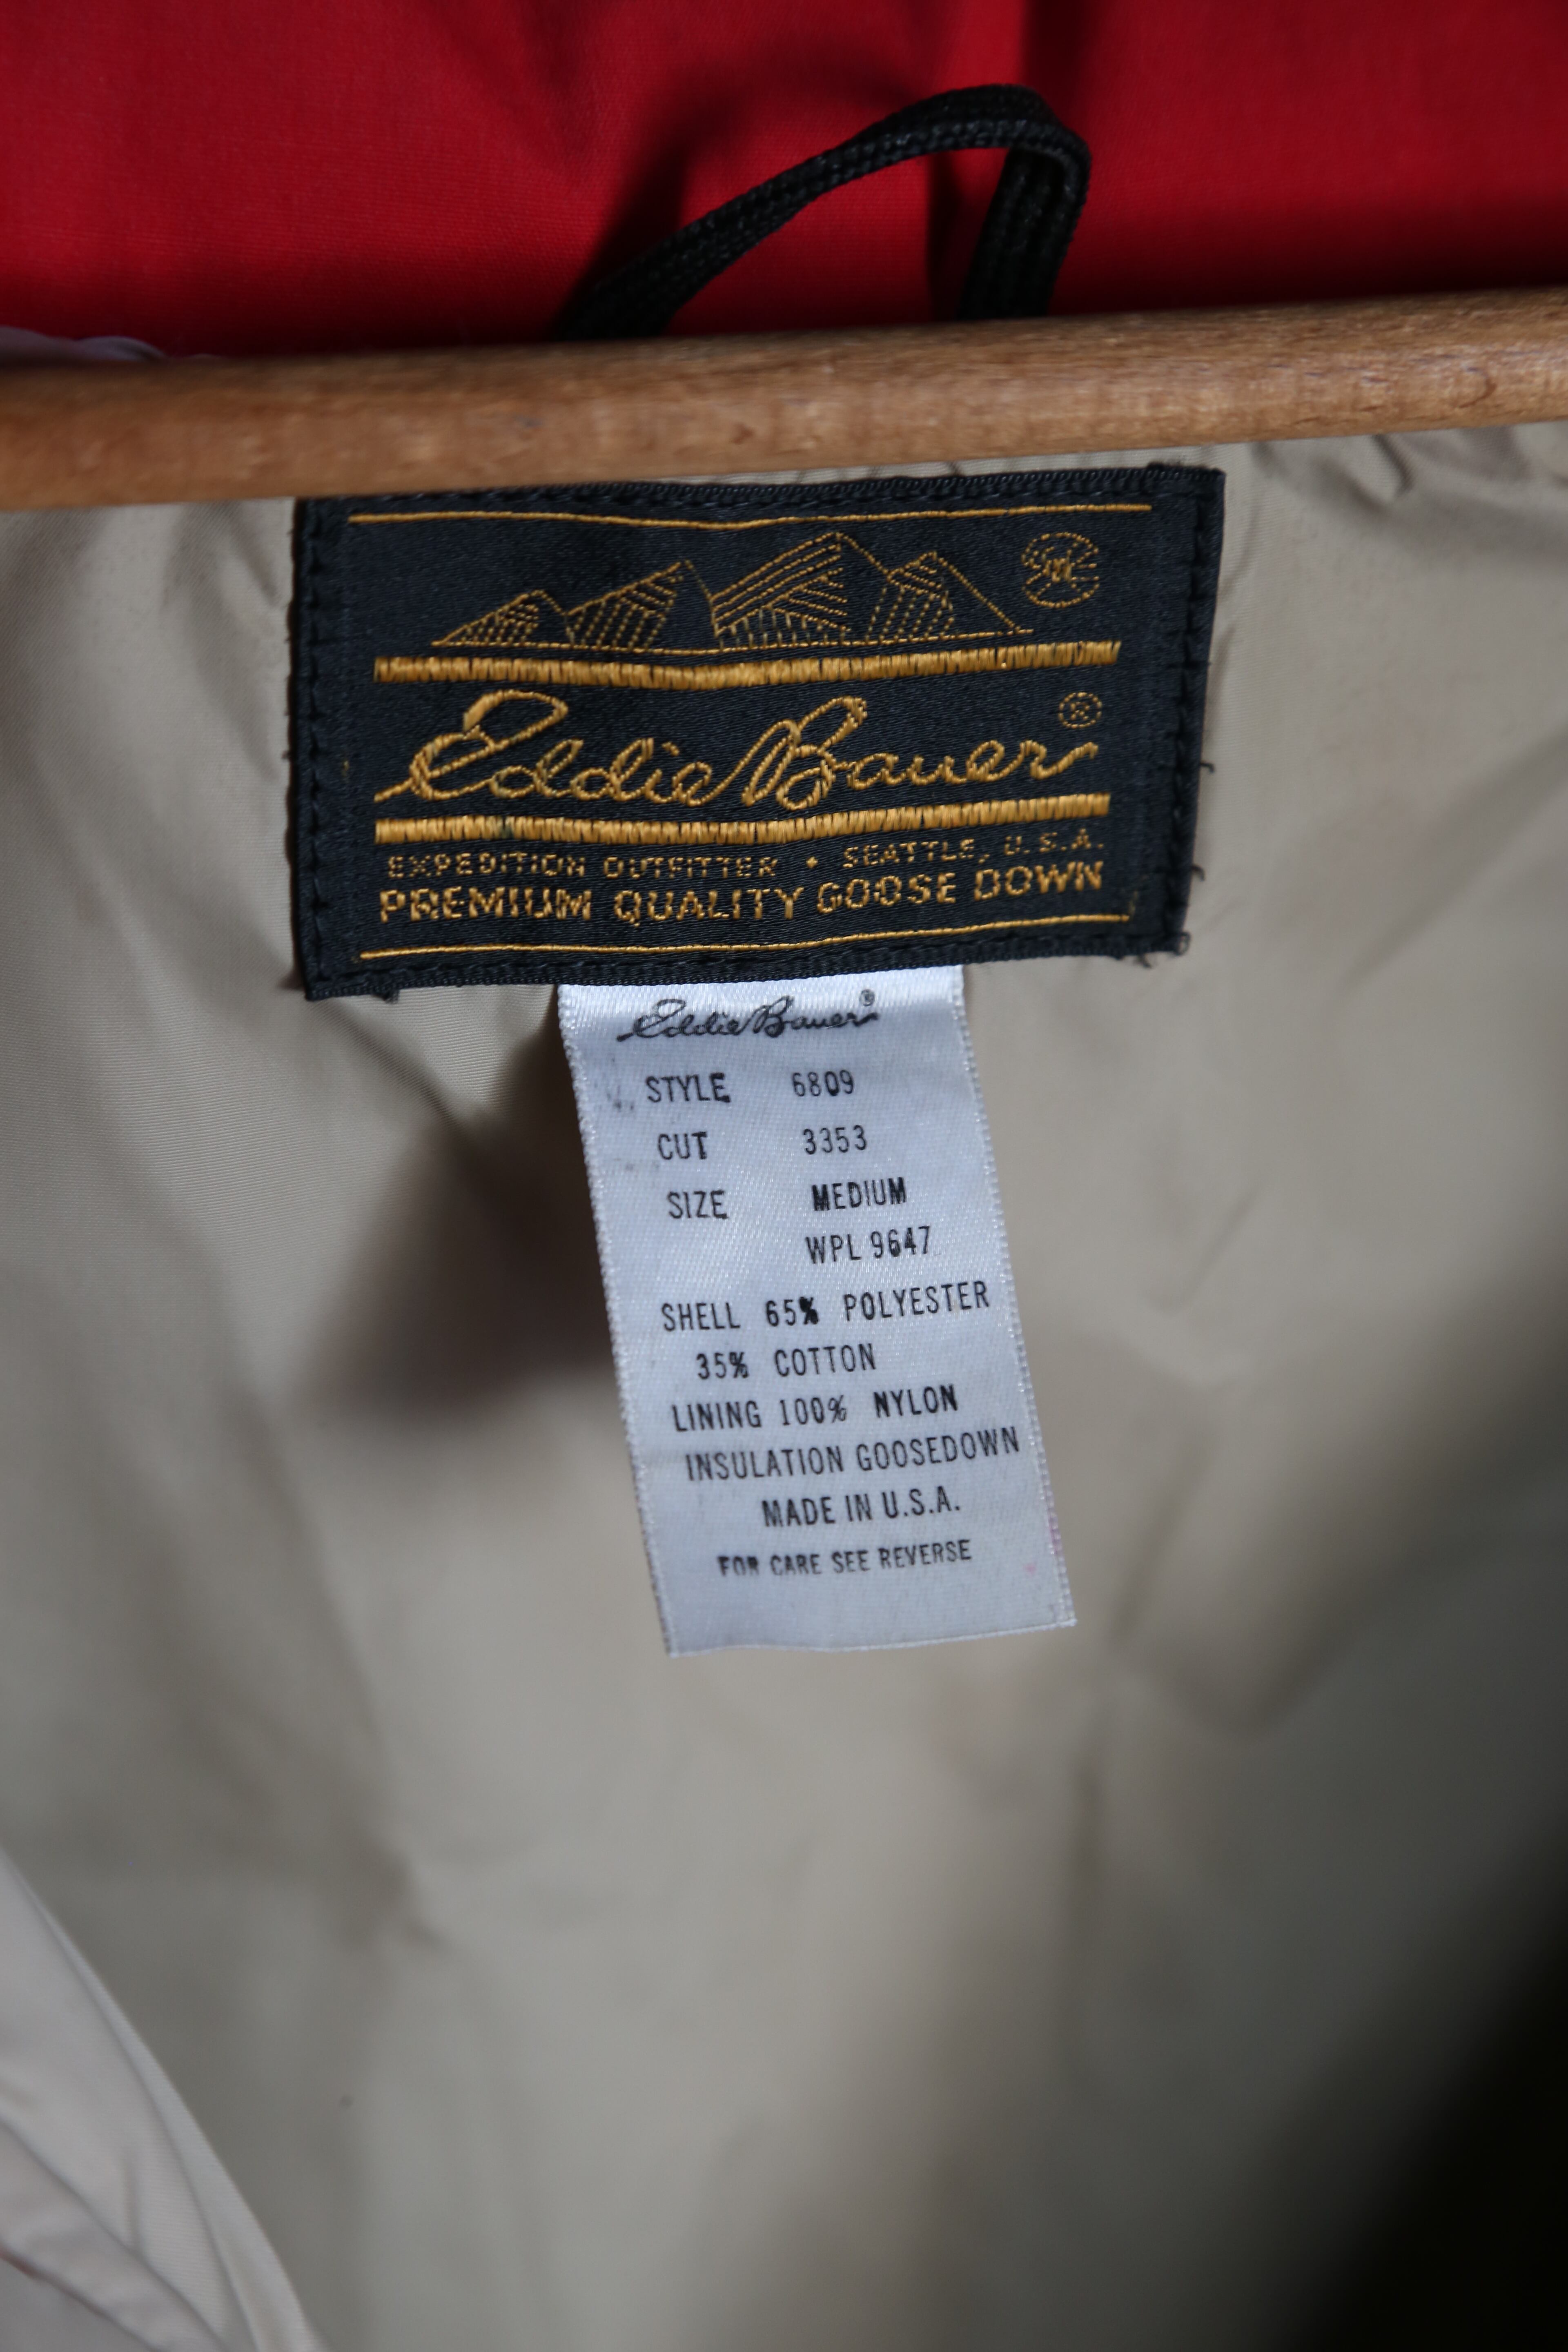 Eddie Bauer ®
EXPEDITION OUTFITTER • SEATTLE, U.S.A.
PREMIUM QUALITY GOOSE DOWN
Eddie Bauer ®
STYLE 6809
CUT 3353
SIZE MEDIUM
WPL 9647
SHELL 65% POLYESTER
35% COTTON
LINING 100% NYLON
INSULATION GOOSEDOWN
MADE IN U.S.A.
FOR CARE SEE REVERSE